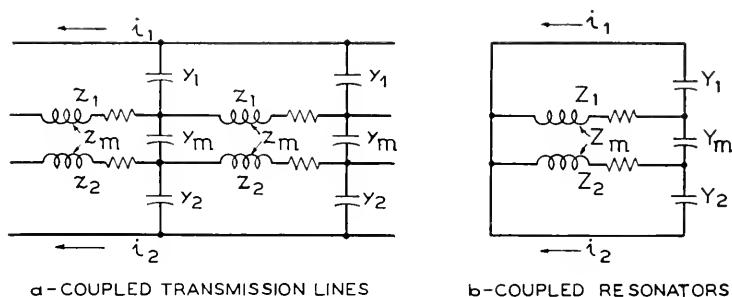 i1 i1
y1 y1 Y1
Z1 Z1 Z1
Zm ym Zm ym Zm Ym
Z2 Z2 Z2
y2 y2 Y2
i2 i2
a-COUPLED TRANSMISSION LINES b-COUPLED RESONATORS